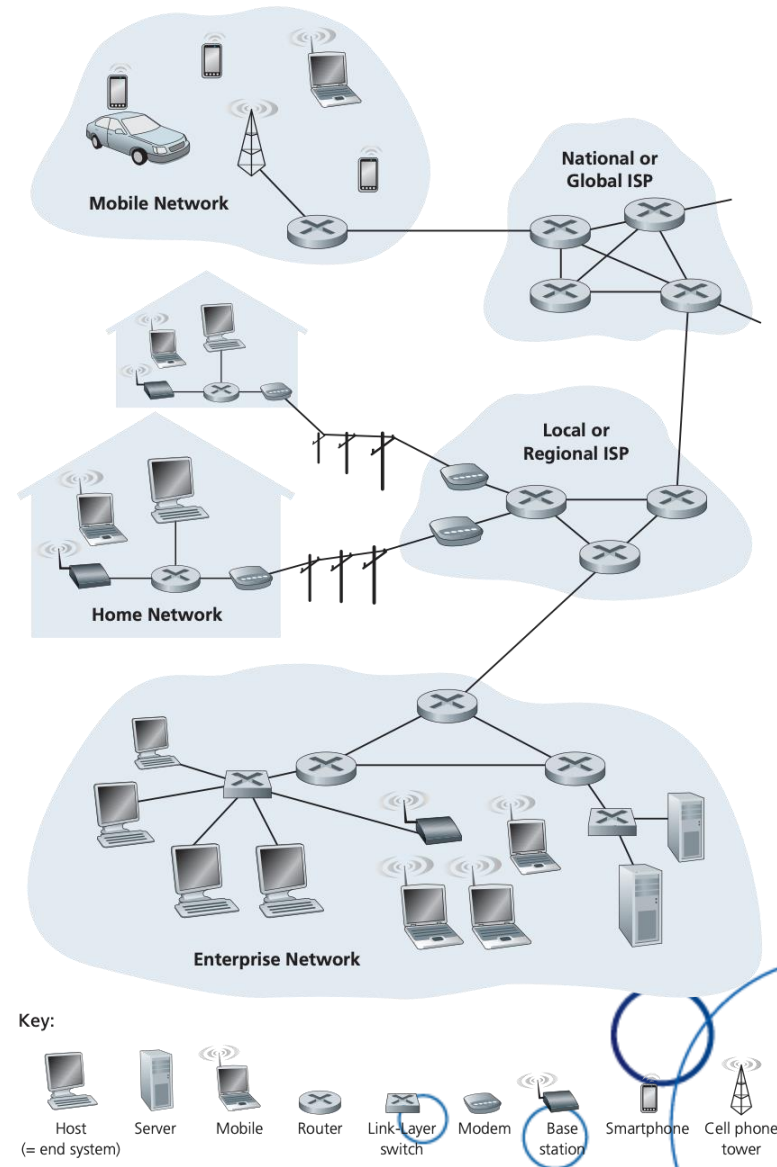 National or
Global ISP
Mobile Network
Local or
Regional ISP
Home Network
Enterprise Network
Key:
Host
(= end system)
Server
Mobile
Router
Link-Layer
switch
Modem
Base
station
Smartphone
Cell phone
tower